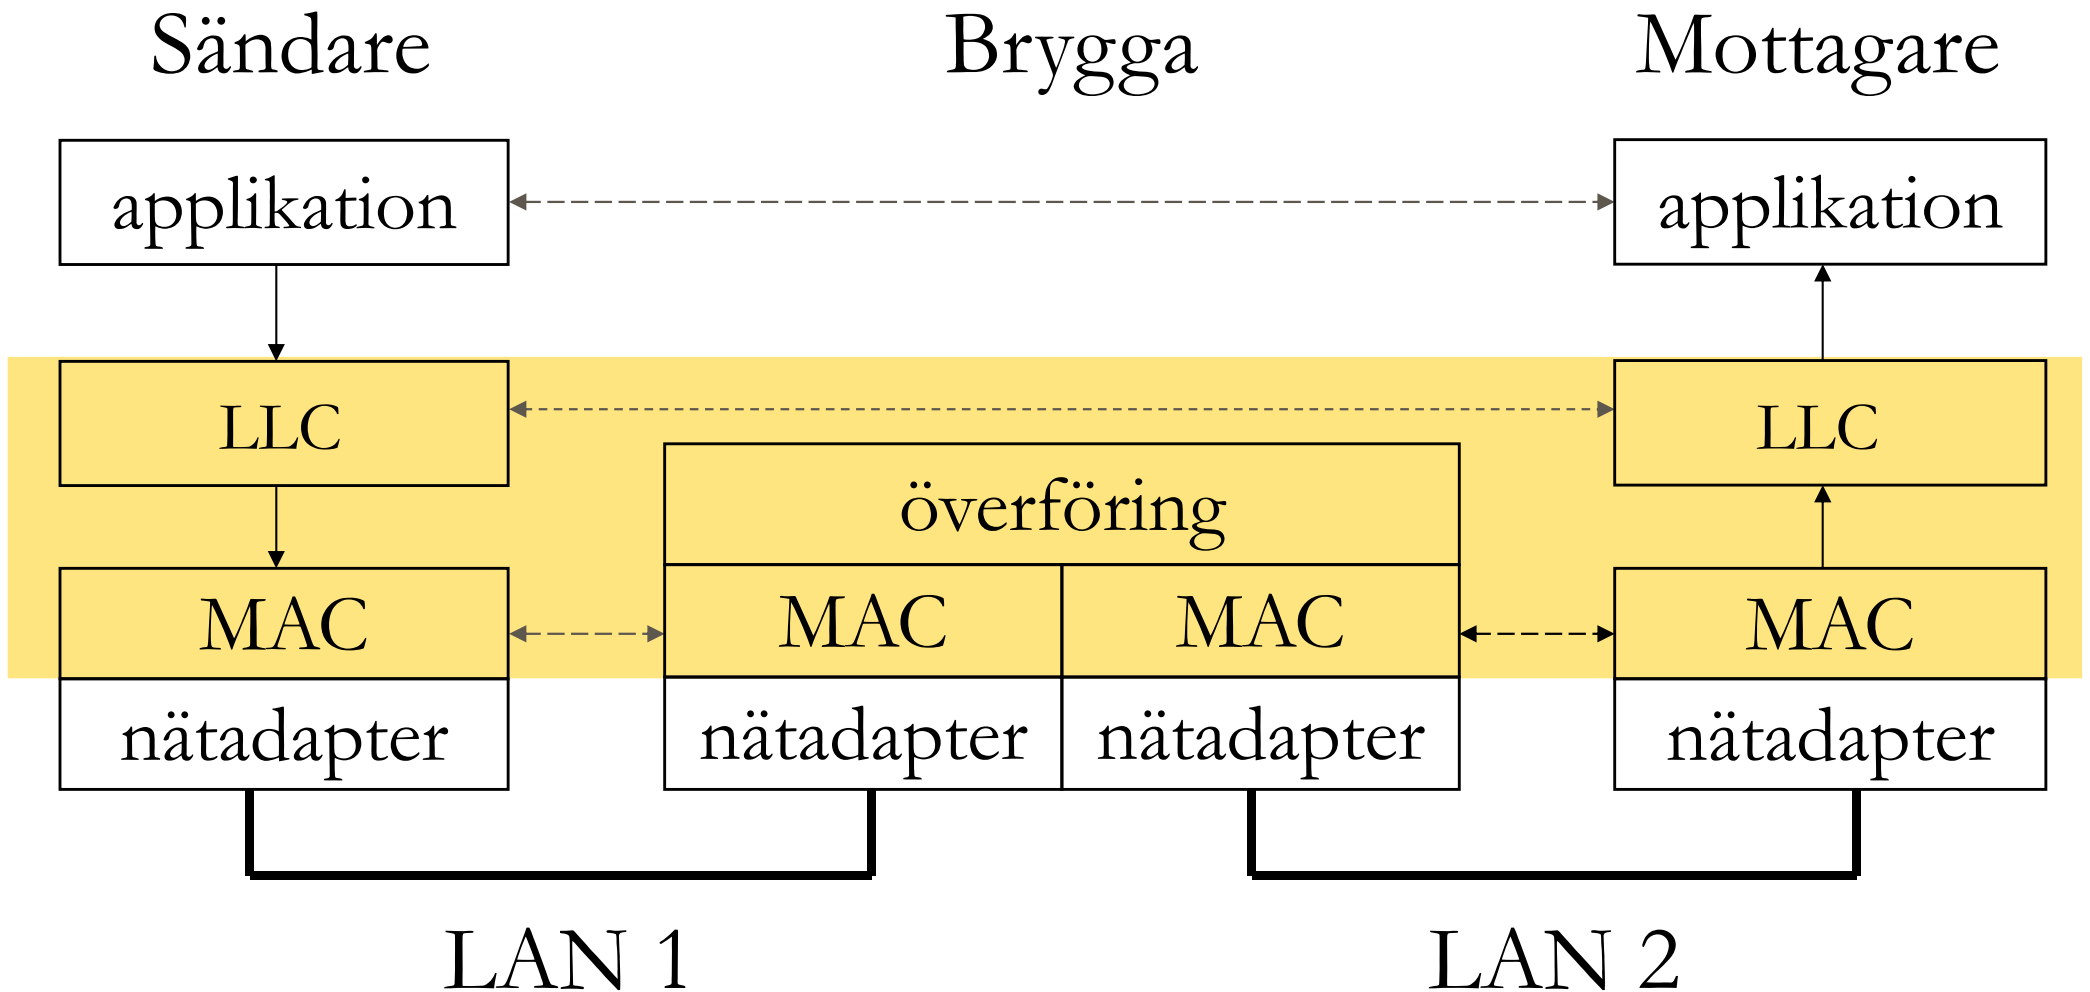 Sändare Brygga Mottagare
applikation applikation
LLC LLC
överföring
MAC MAC MAC MAC
nätadapter nätadapter nätadapter nätadapter
LAN 1 LAN 2